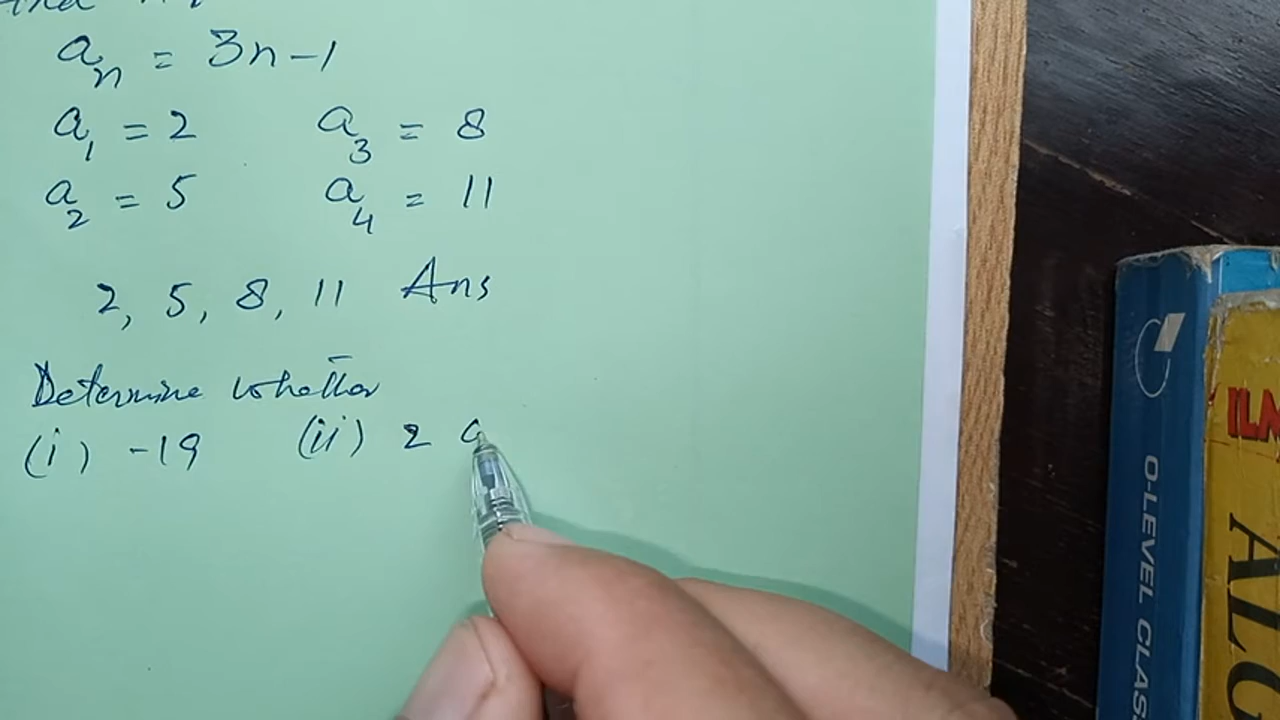 aₙ = 3n-1
a₁ = 2 a₃ = 8
a₂ = 5 a₄ = 11
2, 5, 8, 11 Ans
Determine whether
(i) -19 (ii) 2 a
O-LEVEL CLAS